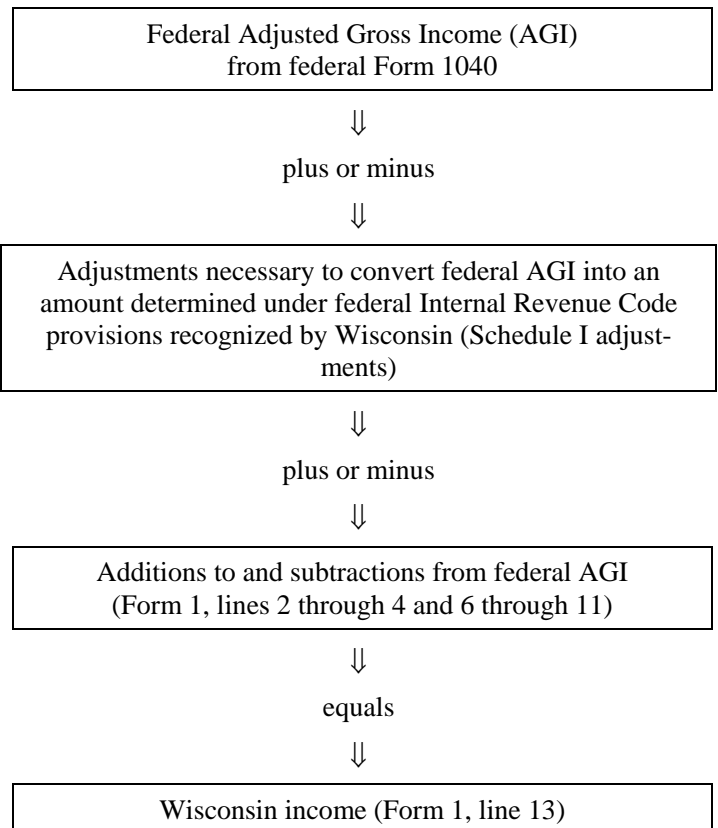 Federal Adjusted Gross Income (AGI)
from federal Form 1040
⇓
plus or minus
⇓
Adjustments necessary to convert federal AGI into an
amount determined under federal Internal Revenue Code
provisions recognized by Wisconsin (Schedule I adjust-
ments)
⇓
plus or minus
⇓
Additions to and subtractions from federal AGI
(Form 1, lines 2 through 4 and 6 through 11)
⇓
equals
⇓
Wisconsin income (Form 1, line 13)